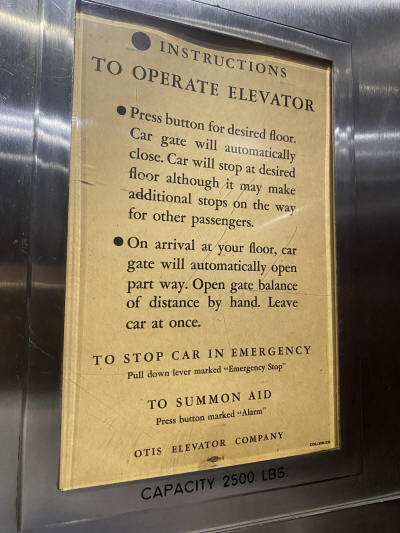 ● INSTRUCTIONS
TO OPERATE ELEVATOR
● Press button for desired floor.
Car gate will automatically
close. Car will stop at desired
floor although it may make
additional stops on the way
for other passengers.
● On arrival at your floor, car
gate will automatically open
part way. Open gate balance
of distance by hand. Leave
car at once.
TO STOP CAR IN EMERGENCY
Pull down lever marked "Emergency Stop"
TO SUMMON AID
Press button marked "Alarm"
OTIS ELEVATOR COMPANY
CAPACITY 2500 LBS.